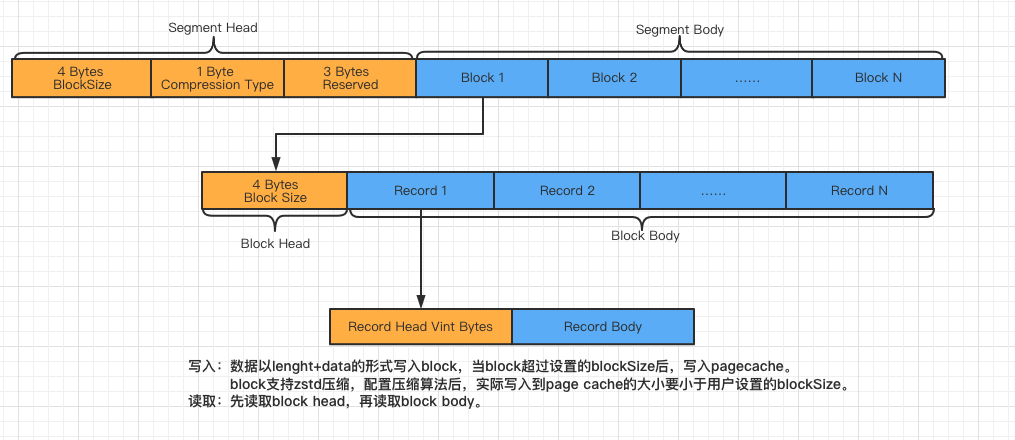 Segment Head
Segment Body
4 Bytes
BlockSize
1 Byte
Compression Type
3 Bytes
Reserved
Block 1
Block 2
......
Block N
4 Bytes
Block Size
Record 1
Record 2
......
Record N
Block Head
Block Body
Record Head Vint Bytes
Record Body
写入：数据以lenght+data的形式写入block，当block超过设置的blockSize后，写入pagecache。
block支持zstd压缩，配置压缩算法后，实际写入到page cache的大小要小于用户设置的blockSize。
读取：先读取block head，再读取block body。